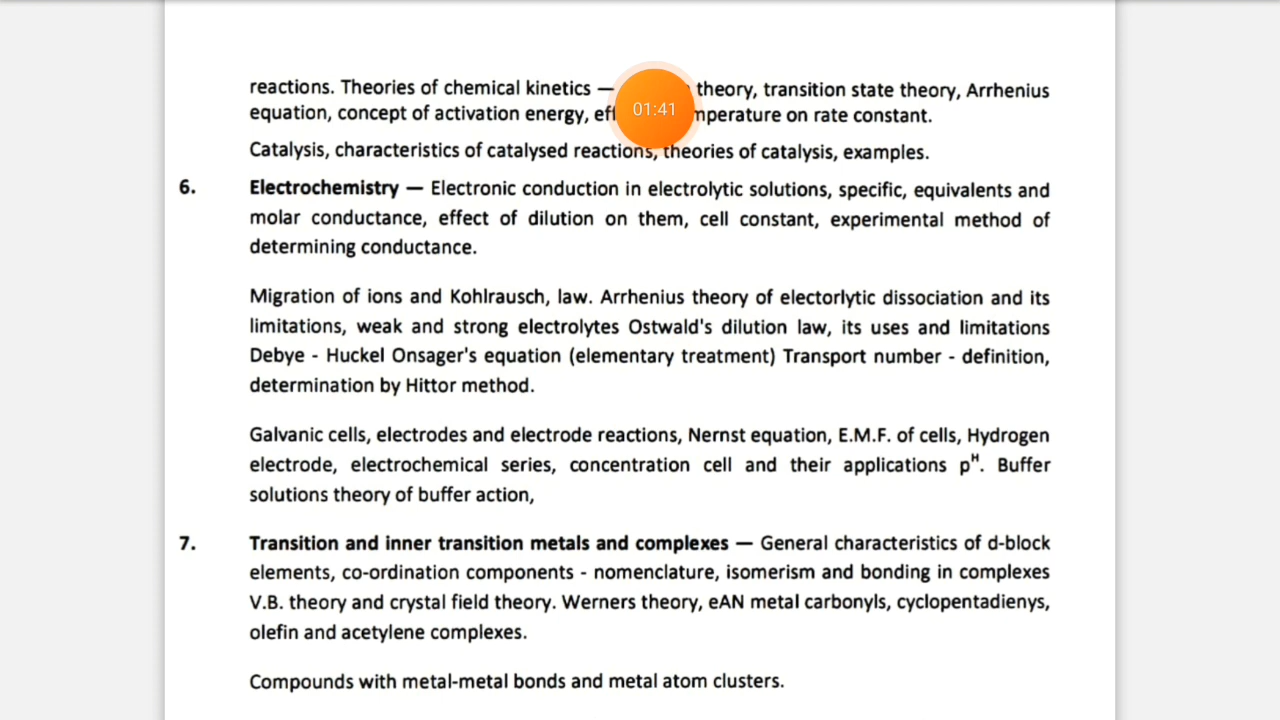 reactions. Theories of chemical kinetics — theory, transition state theory, Arrhenius
equation, concept of activation energy, on rate constant.
01:41
Catalysis, characteristics of catalysed reactions, theories of catalysis, examples.
6. Electrochemistry — Electronic conduction in electrolytic solutions, specific, equivalents and
molar conductance, effect of dilution on them, cell constant, experimental method of
determining conductance.
Migration of ions and Kohlrausch, law. Arrhenius theory of electorlytic dissociation and its
limitations, weak and strong electrolytes Ostwald's dilution law, its uses and limitations
Debye - Huckel Onsager's equation (elementary treatment) Transport number - definition,
determination by Hittor method.
Galvanic cells, electrodes and electrode reactions, Nernst equation, E.M.F. of cells, Hydrogen
electrode, electrochemical series, concentration cell and their applications pᴴ. Buffer
solutions theory of buffer action,
7. Transition and inner transition metals and complexes — General characteristics of d-block
elements, co-ordination components - nomenclature, isomerism and bonding in complexes
V.B. theory and crystal field theory. Werners theory, eAN metal carbonyls, cyclopentadienys,
olefin and acetylene complexes.
Compounds with metal-metal bonds and metal atom clusters.